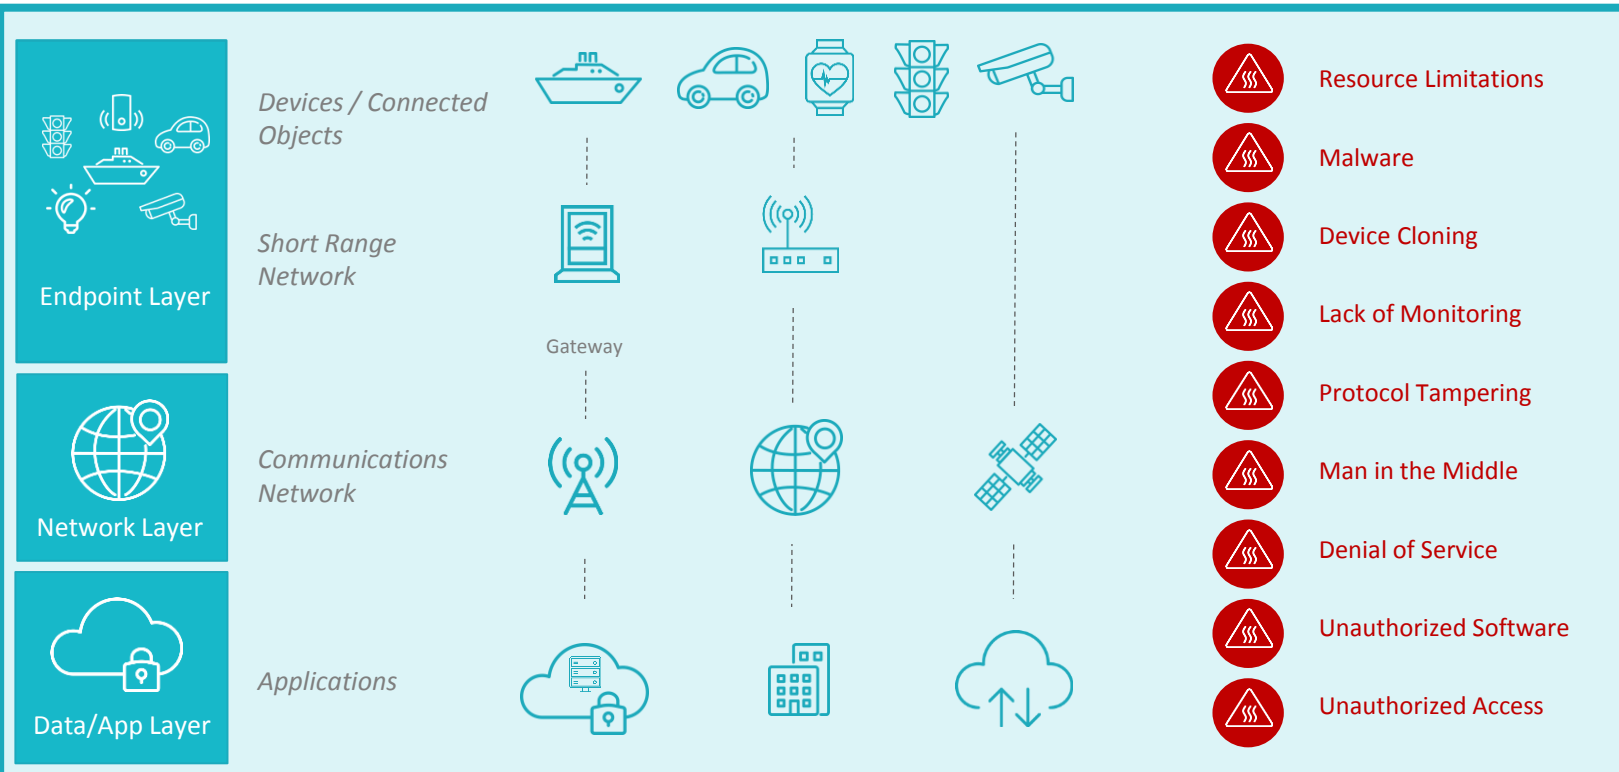 Endpoint Layer
Network Layer
Data/App Layer
Devices / Connected
Objects
Short Range
Network
Gateway
Communications
Network
Applications
Resource Limitations
Malware
Device Cloning
Lack of Monitoring
Protocol Tampering
Man in the Middle
Denial of Service
Unauthorized Software
Unauthorized Access